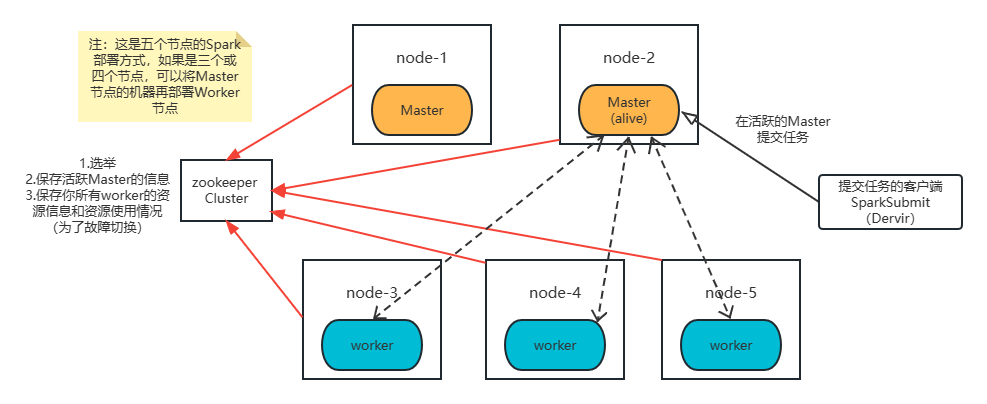 注：这是五个节点的Spark
部署方式，如果是三个或
四个节点，可以将Master
节点的机器再部署Worker
节点
node-1
Master
node-2
Master
(alive)
在活跃的Master
提交任务
1.选举
2.保存活跃Master的信息
3.保存你所有worker的资
源信息和资源使用情况
（为了故障切换）
zookeeper
Cluster
提交任务的客户端
SparkSubmit
（Dervir）
node-3
worker
node-4
worker
node-5
worker